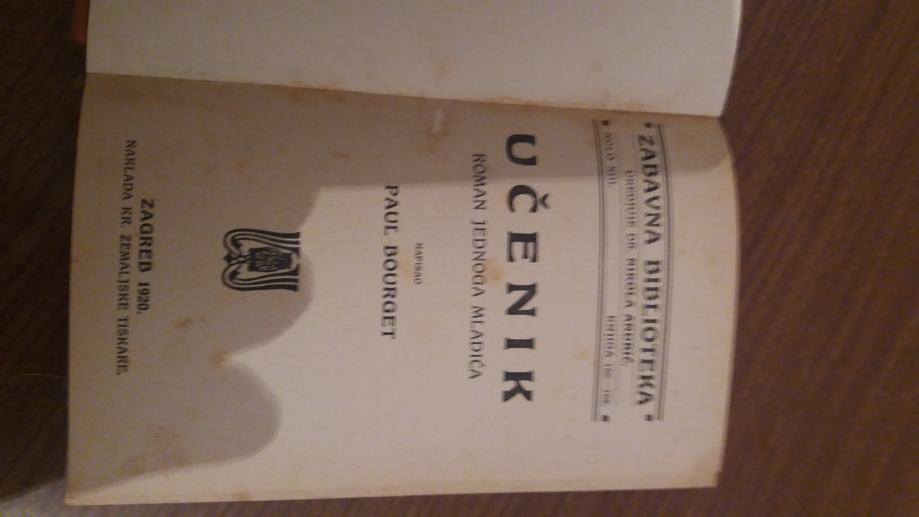 ZABAVNA BIBLIOTEKA
UREDJUJE DR. NIKOLA ANDRIĆ.
KOLO XIII. KNJIGA
UČENIK
ROMAN JEDNOGA MLADIĆA
NAPISAO
PAUL BOURGET
ZAGREB 1920.
NAKLADA KR. ZEMALJSKE TISKARE.